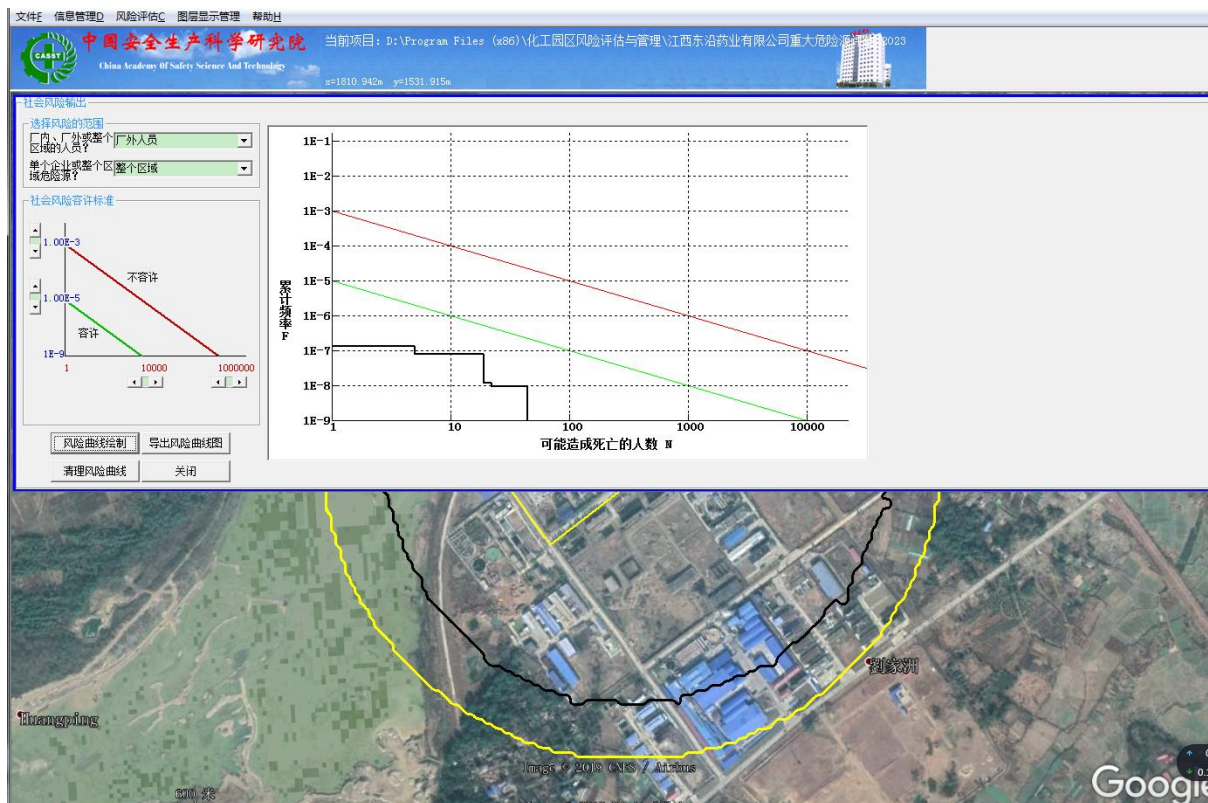 文件F 信息管理D 风险评估C 图层显示管理 帮助H
CASST
中国安全生产科学研究院
China Academy Of Safety Science And Technology
当前项目: D:\Program Files (x86)\化工园区风险评估与管理\江西东沿药业有限公司重大危险源
2023
x=1810.942m y=1531.915m
社会风险输出
选择风险的范围
厂内、厂外或整个区域的人员?
厂外人员
单个企业或整个区域危险源?
整个区域
社会风险容许标准
1.00E-3
不容许
1.00E-5
容许
1E-9
1 10000 1000000
风险曲线绘制 导出风险曲线图
清理风险曲线 关闭
1E-1
1E-2
1E-3
1E-4
1E-5
1E-6
1E-7
1E-8
1E-9
累计频率F
1 10 100 1000 10000
可能造成死亡的人数 N
劉家洲
Huangping
Image © 2018 CNES / Airbus
600 米
Google